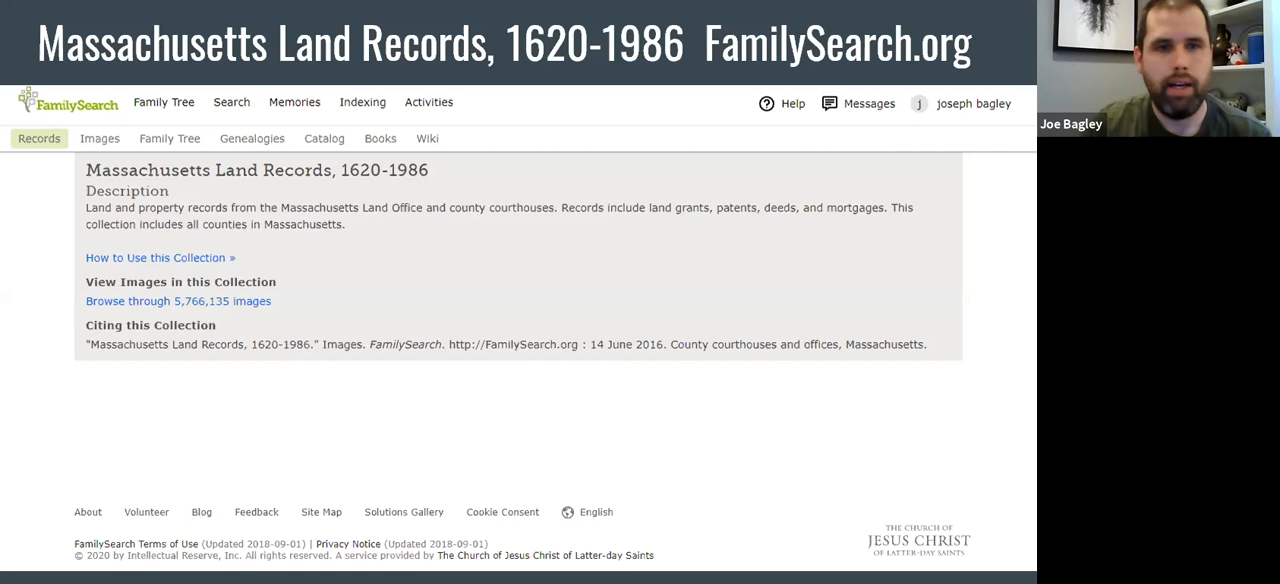 Massachusetts Land Records, 1620-1986 FamilySearch.org
FamilySearch Family Tree Search Memories Indexing Activities Help Messages j joseph bagley
Joe Bagley
Records Images Family Tree Genealogies Catalog Books Wiki
Massachusetts Land Records, 1620-1986
Description
Land and property records from the Massachusetts Land Office and county courthouses. Records include land grants, patents, deeds, and mortgages. This
collection includes all counties in Massachusetts.
How to Use this Collection »
View Images in this Collection
Browse through 5,766,135 images
Citing this Collection
"Massachusetts Land Records, 1620-1986." Images. FamilySearch. http://FamilySearch.org : 14 June 2016. County courthouses and offices, Massachusetts.
About Volunteer Blog Feedback Site Map Solutions Gallery Cookie Consent English
FamilySearch Terms of Use (Updated 2018-09-01) | Privacy Notice (Updated 2018-09-01)
© 2020 by Intellectual Reserve, Inc. All rights reserved. A service provided by The Church of Jesus Christ of Latter-day Saints
THE CHURCH OF
JESUS CHRIST
OF LATTER-DAY SAINTS